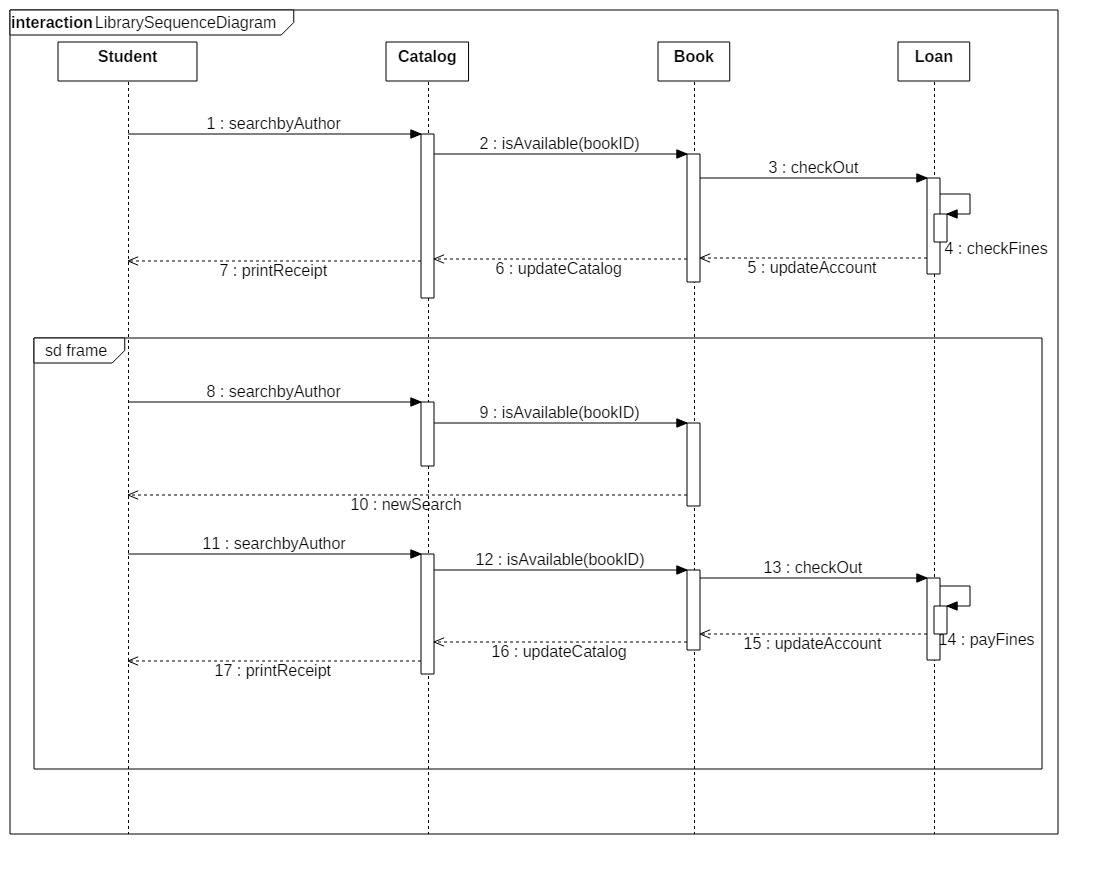 interaction LibrarySequenceDiagram
Student
Catalog
Book
Loan
1 : searchbyAuthor
2 : isAvailable(bookID)
3 : checkOut
4 : checkFines
5 : updateAccount
6 : updateCatalog
7 : printReceipt
sd frame
8 : searchbyAuthor
9 : isAvailable(bookID)
10 : newSearch
11 : searchbyAuthor
12 : isAvailable(bookID)
13 : checkOut
14 : payFines
15 : updateAccount
16 : updateCatalog
17 : printReceipt